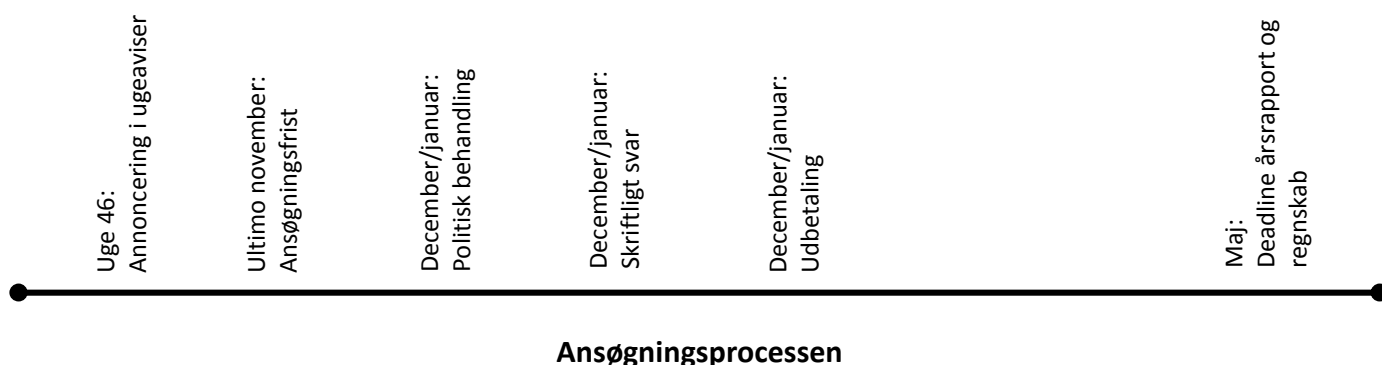 Uge 46:
Annoncering i ugeaviser
Ultimo november:
Ansøgningsfrist
December/januar:
Politisk behandling
December/januar:
Skriftligt svar
December/januar:
Udbetaling
Maj:
Deadline årsrapport og
regnskab
Ansøgningsprocessen